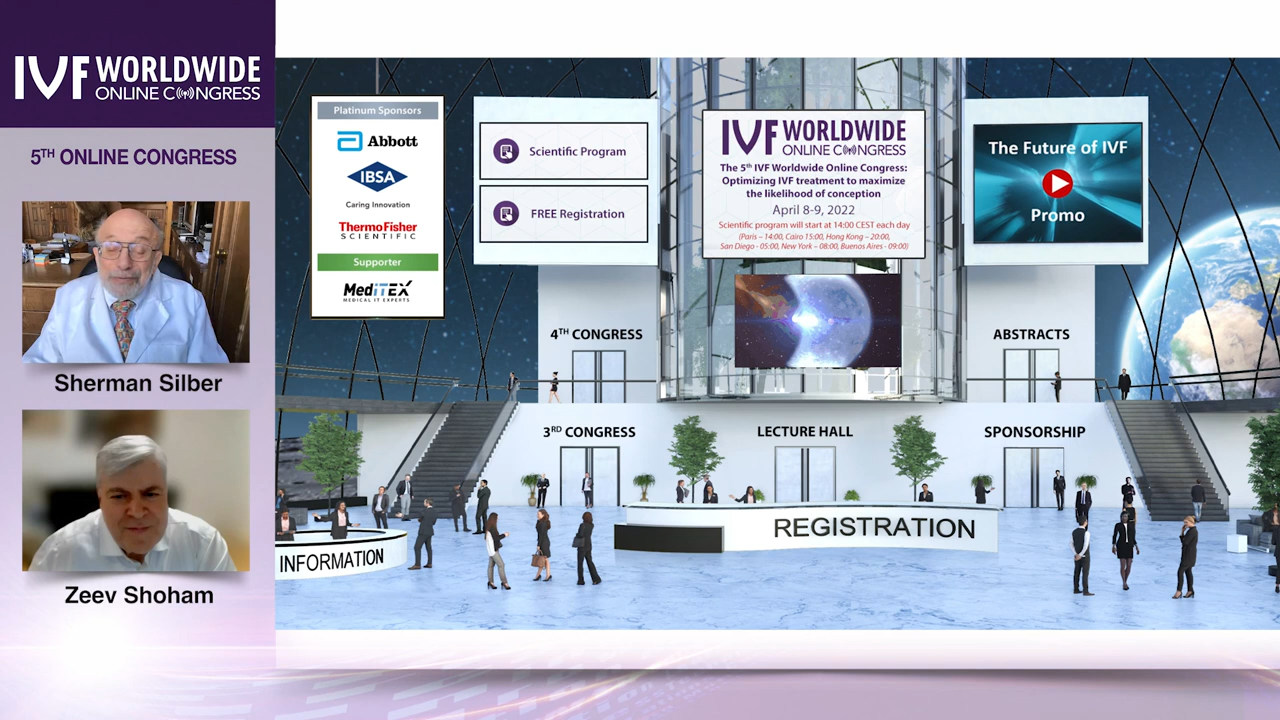 IVF WORLDWIDE
ONLINE CONGRESS
5TH ONLINE CONGRESS
Sherman Silber
Zeev Shoham
Platinum Sponsors
Abbott
IBSA
Caring Innovation
ThermoFisher
SCIENTIFIC
Supporter
MedITEX
MEDICAL IT EXPERTS
Scientific Program
FREE Registration
IVF WORLDWIDE
ONLINE CONGRESS
The 5th IVF Worldwide Online Congress:
Optimizing IVF treatment to maximize
the likelihood of conception
April 8-9, 2022
Scientific program will start at 14:00 CEST each day
(Paris – 14:00, Cairo 15:00, Hong Kong – 20:00,
San Diego - 05:00, New York – 08:00, Buenos Aires - 09:00)
The Future of IVF
Promo
4TH CONGRESS
ABSTRACTS
3RD CONGRESS
LECTURE HALL
SPONSORSHIP
INFORMATION
REGISTRATION